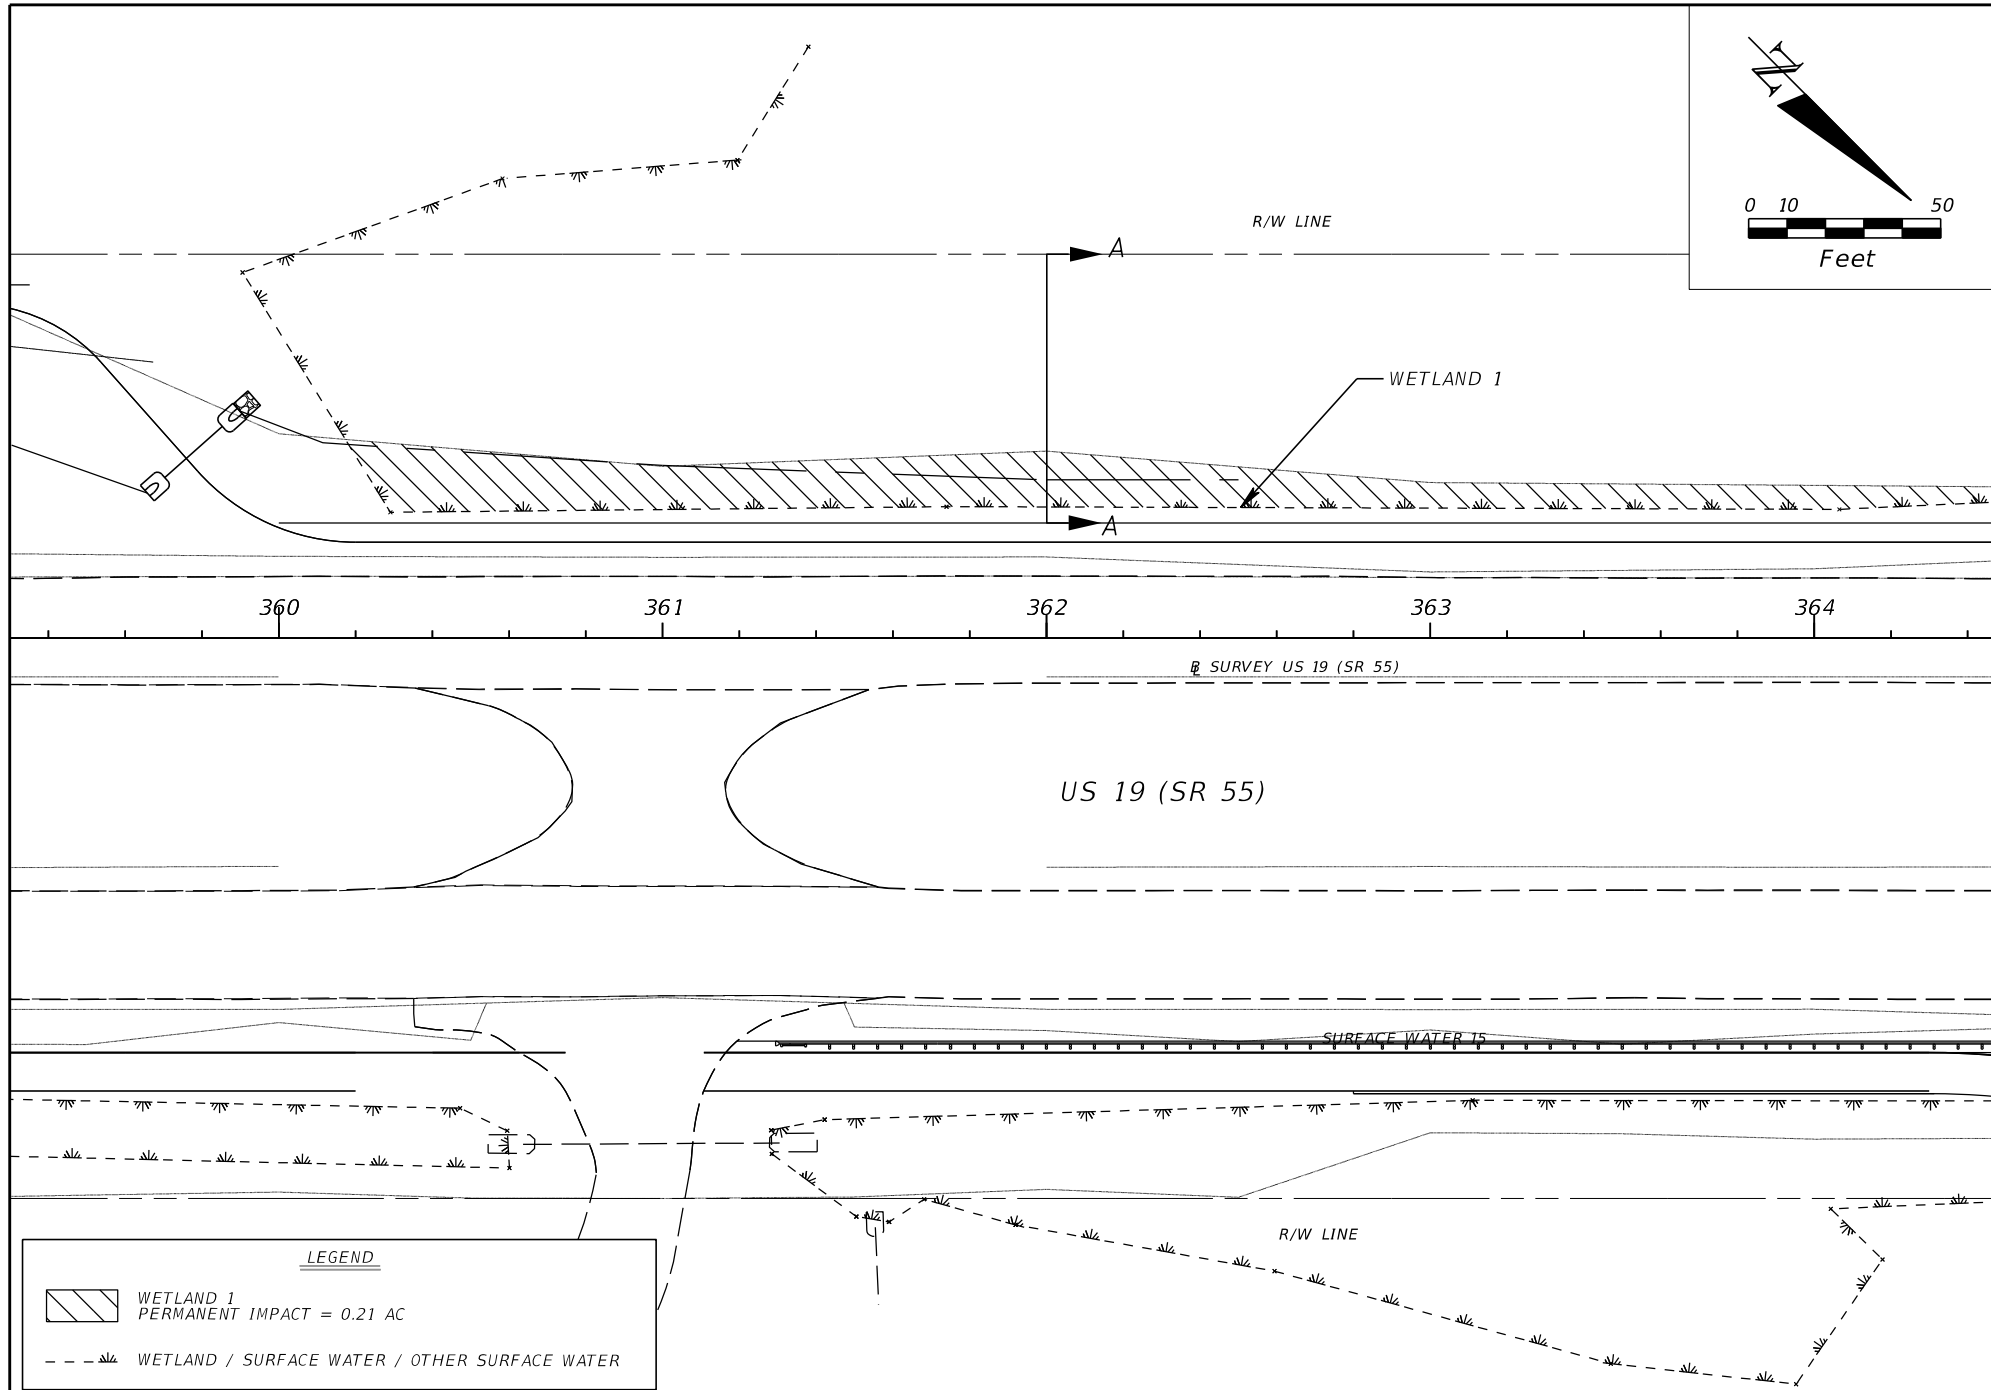 N
0 10 50
Feet
R/W LINE
A
WETLAND 1
A
360 361 362 363 364
SURVEY US 19 (SR 55)
US 19 (SR 55)
SURFACE WATER 15
R/W LINE
LEGEND
WETLAND 1
PERMANENT IMPACT = 0.21 AC
WETLAND / SURFACE WATER / OTHER SURFACE WATER